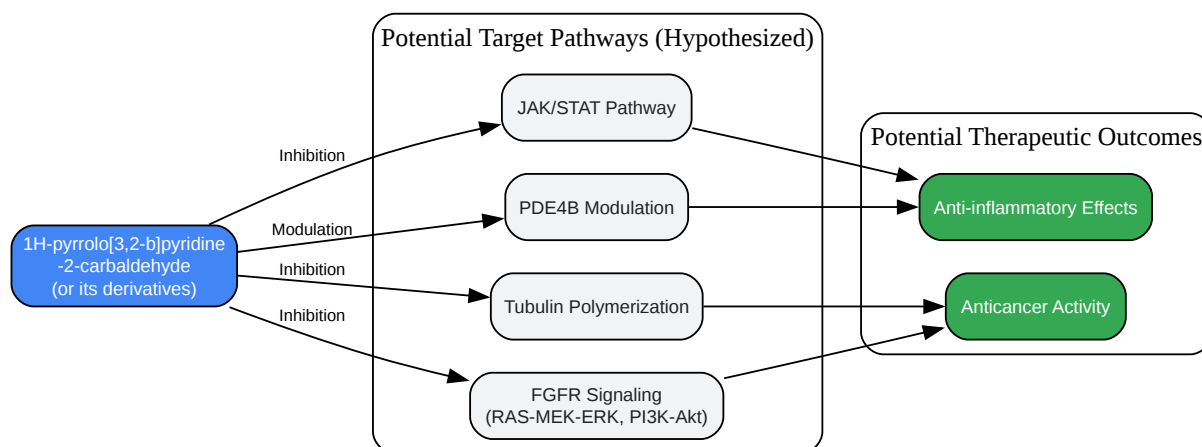 Potential Target Pathways (Hypothesized)
JAK/STAT Pathway
Potential Therapeutic Outcomes
Inhibition
PDE4B Modulation
Anti-inflammatory Effects
Modulation
1H-pyrrolo[3,2-b]pyridine
-2-carbaldehyde
(or its derivatives)
Inhibition
Tubulin Polymerization
Anticancer Activity
Inhibition
FGFR Signaling
(RAS-MEK-ERK, PI3K-Akt)